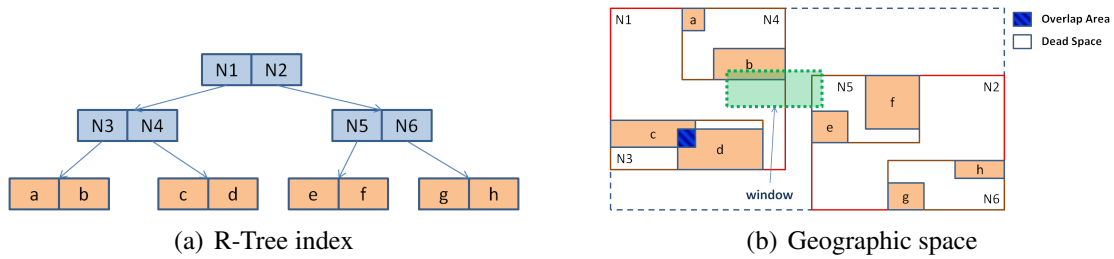 N1 N2
N3 N4
N5 N6
a b
c d
e f
g h
(a) R-Tree index
N1
a
N4
b
c
d
N3
window
N5
N2
f
e
h
g
N6
Overlap Area
Dead Space
(b) Geographic space